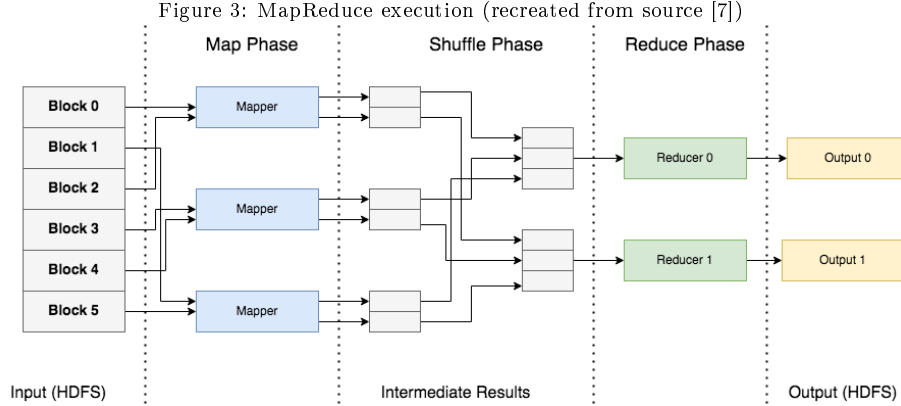 Figure 3: MapReduce execution (recreated from source [7])
Map Phase
Shuffle Phase
Reduce Phase
Block 0
Block 1
Block 2
Block 3
Block 4
Block 5
Mapper
Mapper
Mapper
Reducer 0
Reducer 1
Output 0
Output 1
Input (HDFS)
Intermediate Results
Output (HDFS)